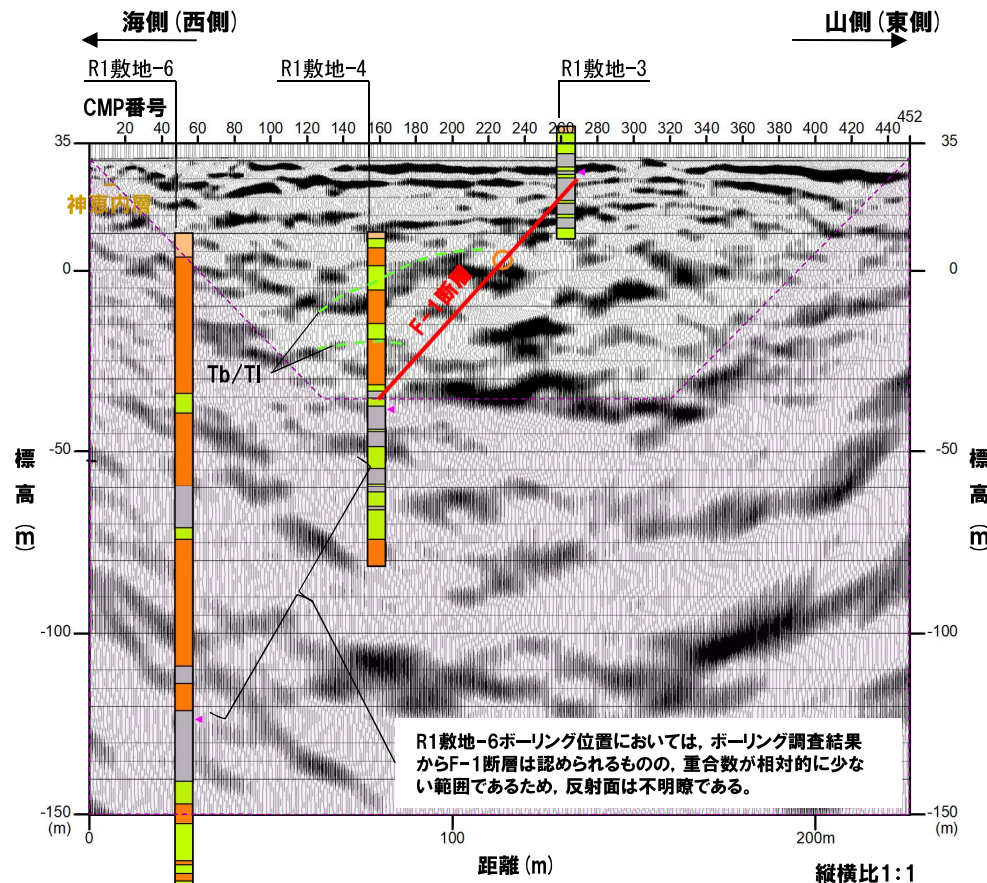 海側(西側)
山側(東側)
R1敷地-6
R1敷地-4
R1敷地-3
CMP番号
20 40 60 80 100 120 140 160 180 200 220 240 260 280 300 320 340 360 380 400 420 440 452
35
35
神恵内層
0
0
F-1断層
Tb/Tl
-50
-50
標高(m)
標高(m)
-100
-100
R1敷地-6ボーリング位置においては,ボーリング調査結果
からF-1断層は認められるものの,重合数が相対的に少な
い範囲であるため,反射面は不明瞭である。
-150
(m)
-150
(m)
0
100
200m
距離(m)
縦横比1:1